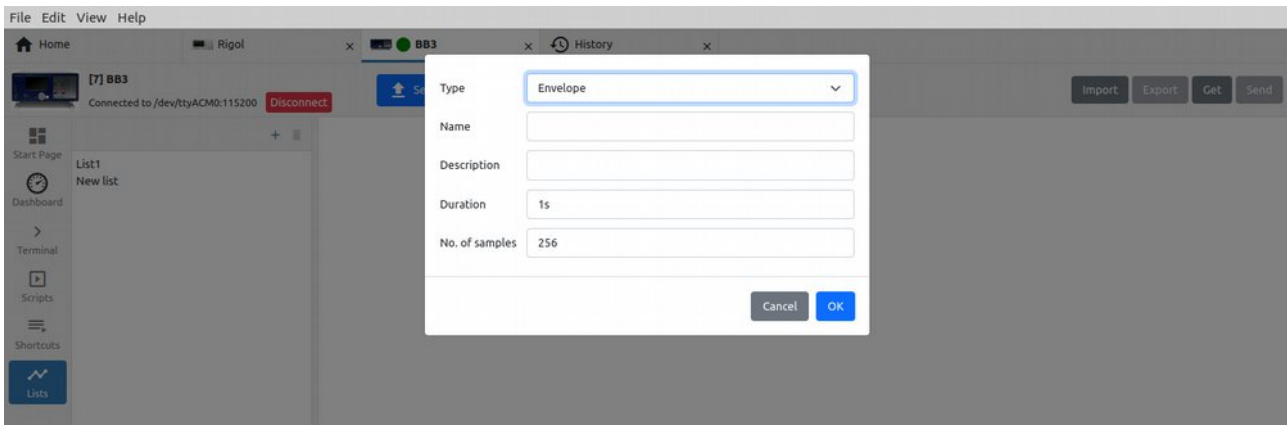 File Edit View Help
Home
Rigol
BB3
History
[7] BB3
Connected to /dev/ttyACM0:115200 Disconnect
Import Export Get Send
Start Page
Dashboard
Terminal
Scripts
Shortcuts
Lists
List1
New list
Type Envelope
Name
Description
Duration 1s
No. of samples 256
Cancel OK